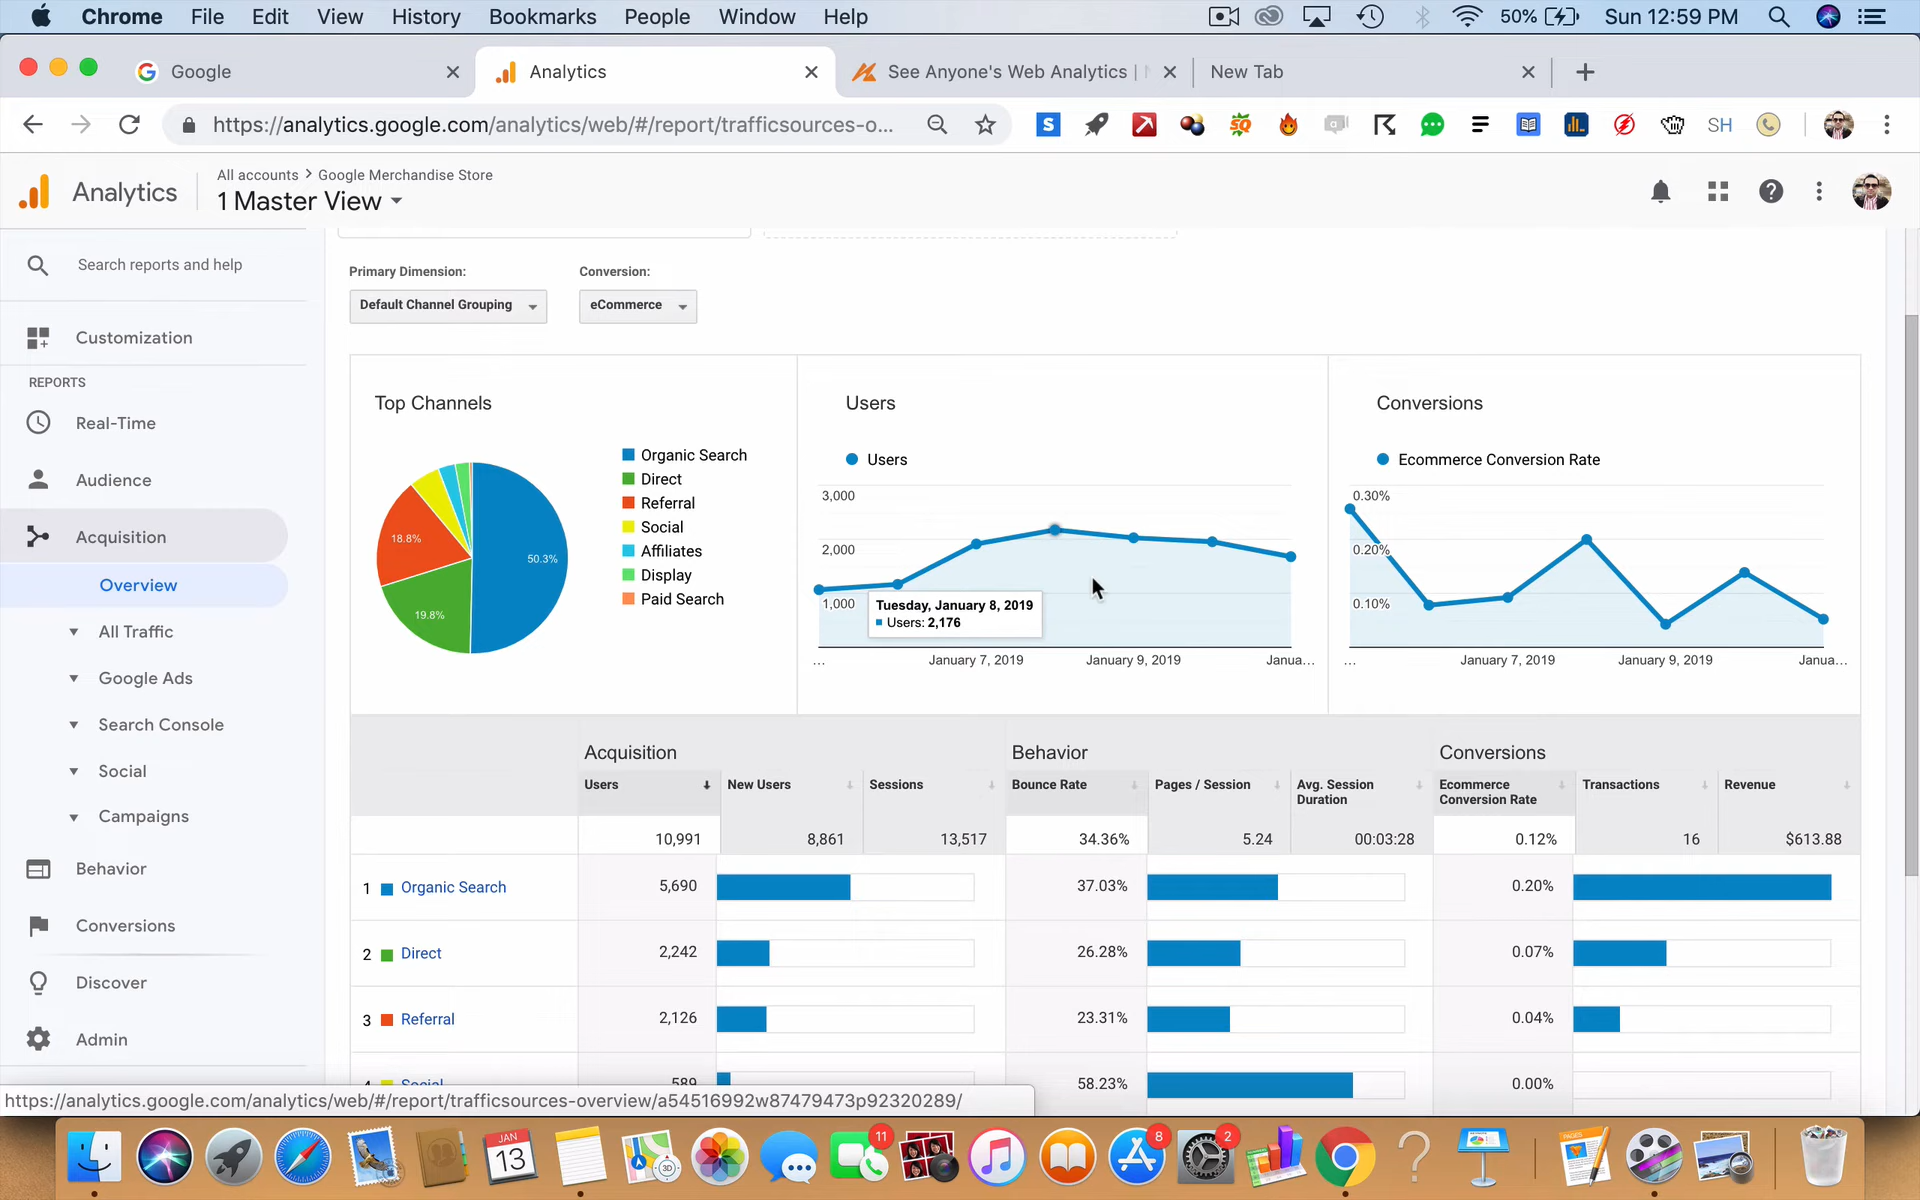 Chrome File Edit View History Bookmarks People Window Help 50% Sun 12:59 PM
Google Analytics See Anyone's Web Analytics | New Tab
https://analytics.google.com/analytics/web/#/report/trafficsources-o... SH
Analytics
All accounts > Google Merchandise Store
1 Master View
Search reports and help
Customization
REPORTS
Real-Time
Audience
Acquisition
Overview
All Traffic
Google Ads
Search Console
Social
Campaigns
Behavior
Conversions
Discover
Admin
Primary Dimension: Conversion:
Default Channel Grouping eCommerce
Top Channels
50.3%
19.8%
18.8%
Organic Search
Direct
Referral
Social
Affiliates
Display
Paid Search
Users
Users
3,000
2,000
1,000
Tuesday, January 8, 2019
Users: 2,176
... January 7, 2019 January 9, 2019 Janua...
Conversions
Ecommerce Conversion Rate
0.30%
0.20%
0.10%
... January 7, 2019 January 9, 2019 Janua...
Acquisition Behavior Conversions
Users New Users Sessions Bounce Rate Pages / Session Avg. Session Duration Ecommerce Conversion Rate Transactions Revenue
10,991 8,861 13,517 34.36% 5.24 00:03:28 0.12% 16 $613.88
1 Organic Search 5,690 37.03% 0.20%
2 Direct 2,242 26.28% 0.07%
3 Referral 2,126 23.31% 0.04%
4 Social 589 58.23% 0.00%
https://analytics.google.com/analytics/web/#/report/trafficsources-overview/a54516992w87479473p92320289/
JAN
13
3D
11
8
2
PAGES